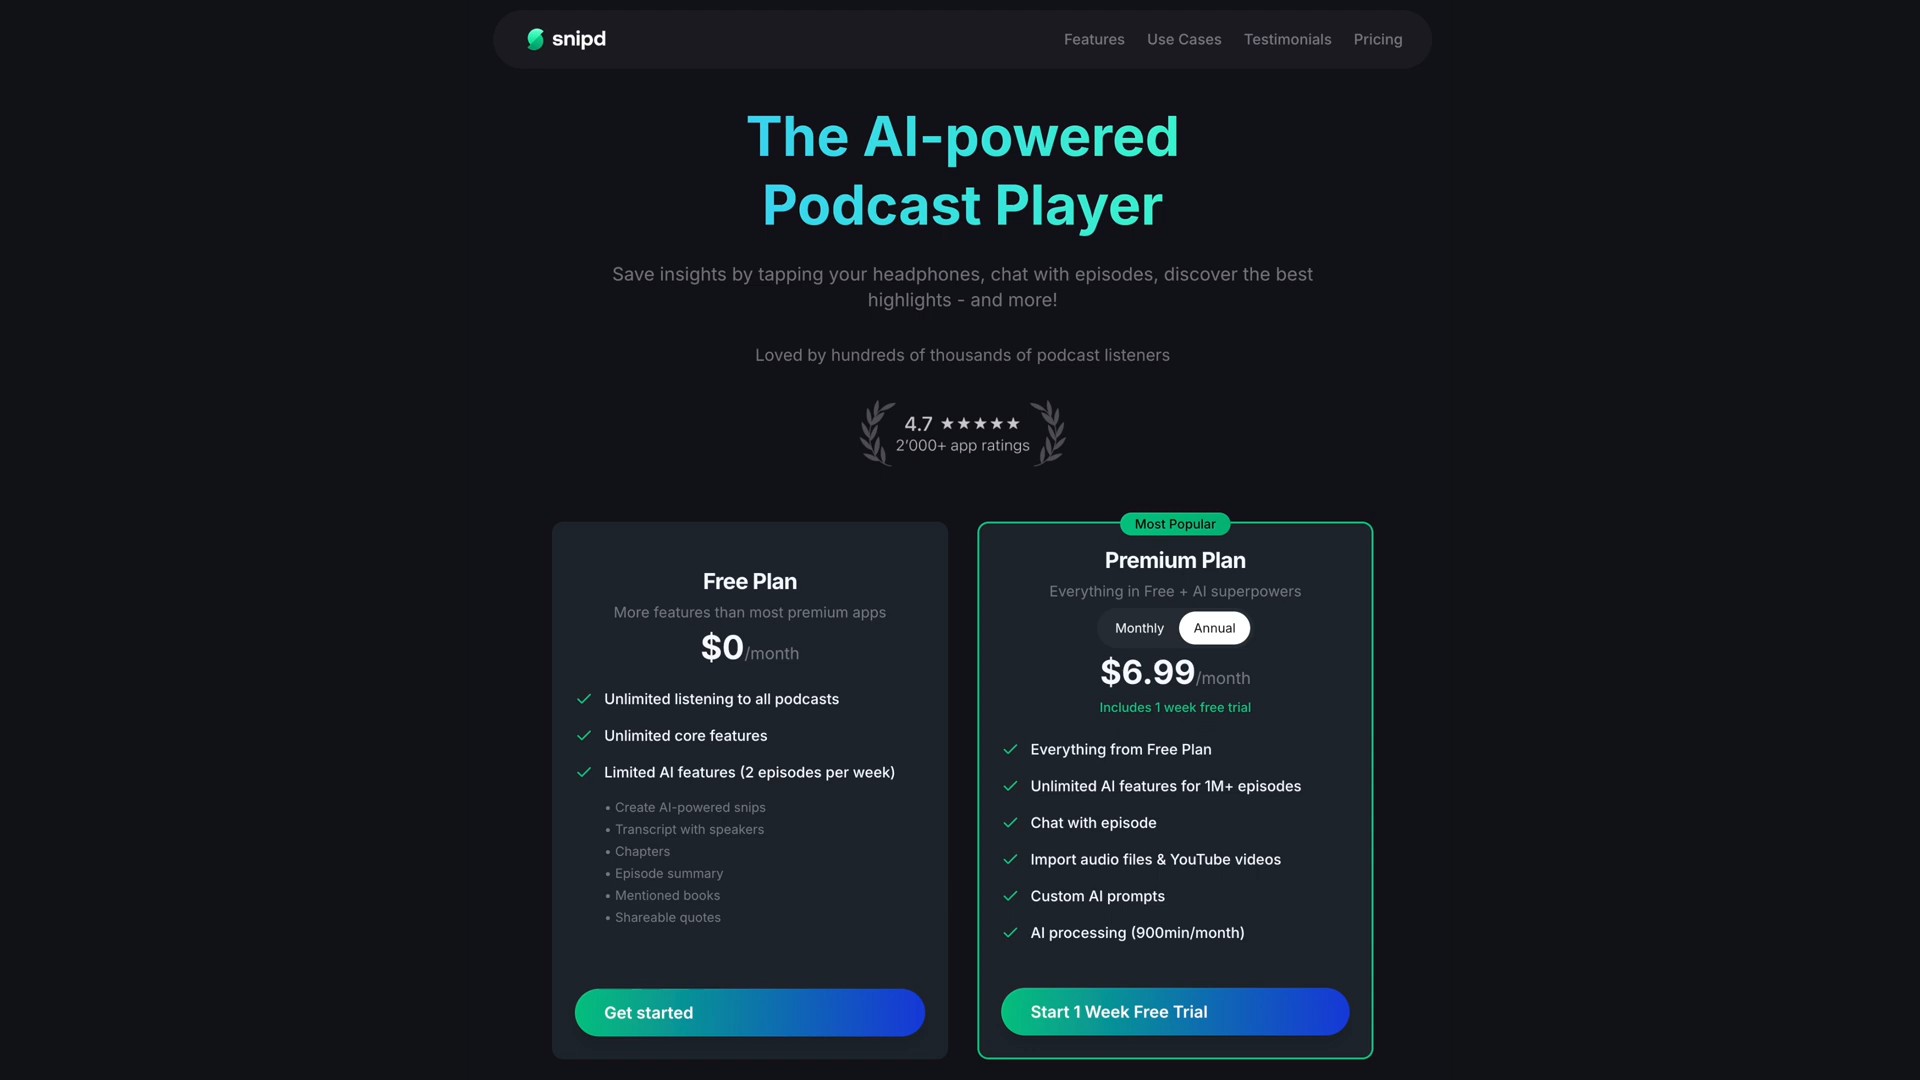 snipd
Features Use Cases Testimonials Pricing
The AI-powered
Podcast Player
Save insights by tapping your headphones, chat with episodes, discover the best
highlights - and more!
Loved by hundreds of thousands of podcast listeners
4.7 ★★★★★
2’000+ app ratings
Free Plan
More features than most premium apps
$0/month
Unlimited listening to all podcasts
Unlimited core features
Limited AI features (2 episodes per week)
• Create AI-powered snips
• Transcript with speakers
• Chapters
• Episode summary
• Mentioned books
• Shareable quotes
Get started
Most Popular
Premium Plan
Everything in Free + AI superpowers
Monthly Annual
$6.99/month
Includes 1 week free trial
Everything from Free Plan
Unlimited AI features for 1M+ episodes
Chat with episode
Import audio files & YouTube videos
Custom AI prompts
AI processing (900min/month)
Start 1 Week Free Trial